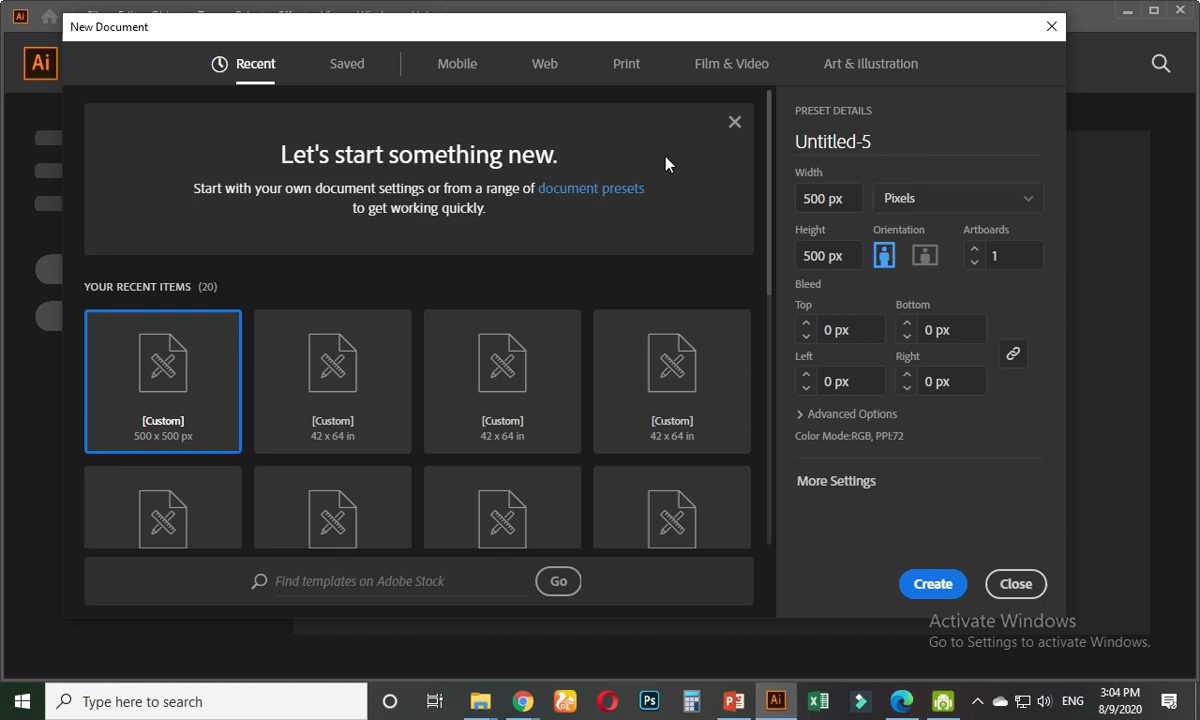 Ai
New Document
Ai
Recent
Saved
Mobile
Web
Print
Film & Video
Art & Illustration
Let's start something new.
Start with your own document settings or from a range of document presets
to get working quickly.
YOUR RECENT ITEMS (20)
[Custom]
500 x 500 px
[Custom]
42 x 64 in
[Custom]
42 x 64 in
[Custom]
42 x 64 in
Find templates on Adobe Stock
Go
PRESET DETAILS
Untitled-5
Width
500 px
Pixels
Height
Orientation
Artboards
500 px
1
Bleed
Top
Bottom
0 px
0 px
Left
Right
0 px
0 px
Advanced Options
Color Mode:RGB, PPI:72
More Settings
Create
Close
Activate Windows
Go to Settings to activate Windows.
Type here to search
Ps
Ai
ENG
3:04 PM
8/9/2020